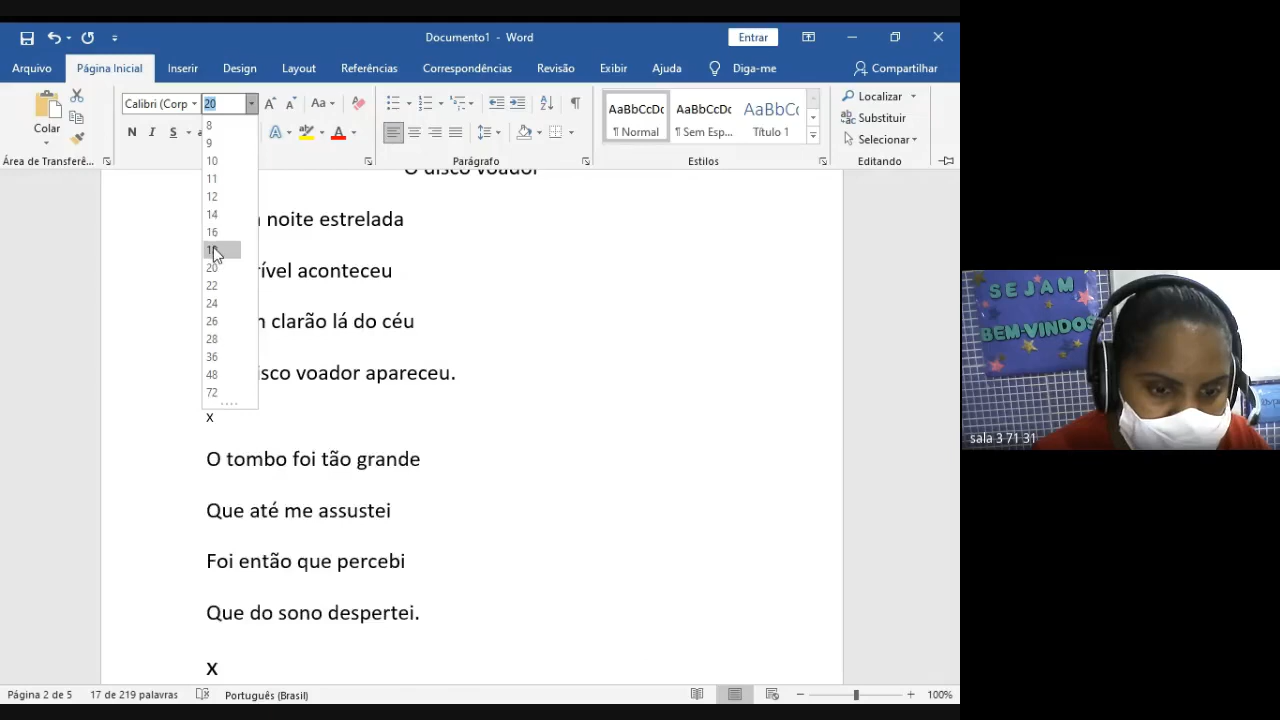 Documento1 - Word
Entrar
Arquivo
Página Inicial
Inserir
Design
Layout
Referências
Correspondências
Revisão
Exibir
Ajuda
Diga-me
Compartilhar
Colar
Calibri (Corp
20
Aa
N I S
A
A
AaBbCcDc
AaBbCcDc
AaBbCc
¶ Normal
¶ Sem Esp...
Título 1
Localizar
Substituir
Selecionar
Área de Transferê...
Parágrafo
Estilos
Editando
8
9
10
11
12
14
16
18
20
22
24
26
28
36
48
72
O disco voador
noite estrelada
rível aconteceu
clarão lá do céu
isco voador apareceu.
x
O tombo foi tão grande
Que até me assustei
Foi então que percebi
Que do sono despertei.
x
Página 2 de 5
17 de 219 palavras
Português (Brasil)
100%
SEJAM
BEM-VINDOS
sala 3 71 31